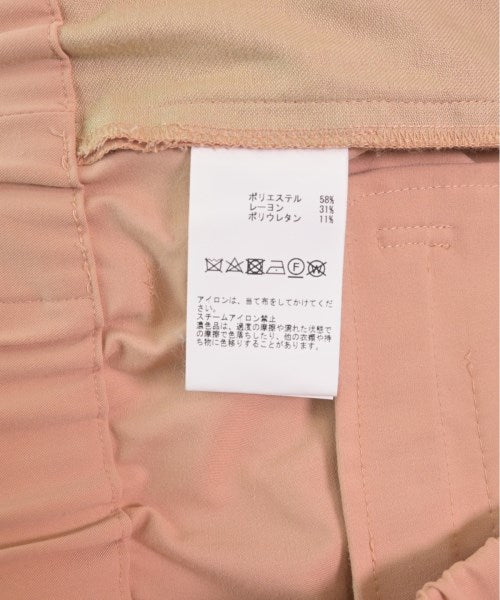 ポリエステル 58%
レーヨン 31%
ポリウレタン 11%
アイロンは、当て布をしてかけてくだ
さい。
スチームアイロン禁止
濃色品は、過度の摩擦や濡れた状態で
の摩擦で色落ちしたり、他の衣類や持
ち物に色移りすることがあります。